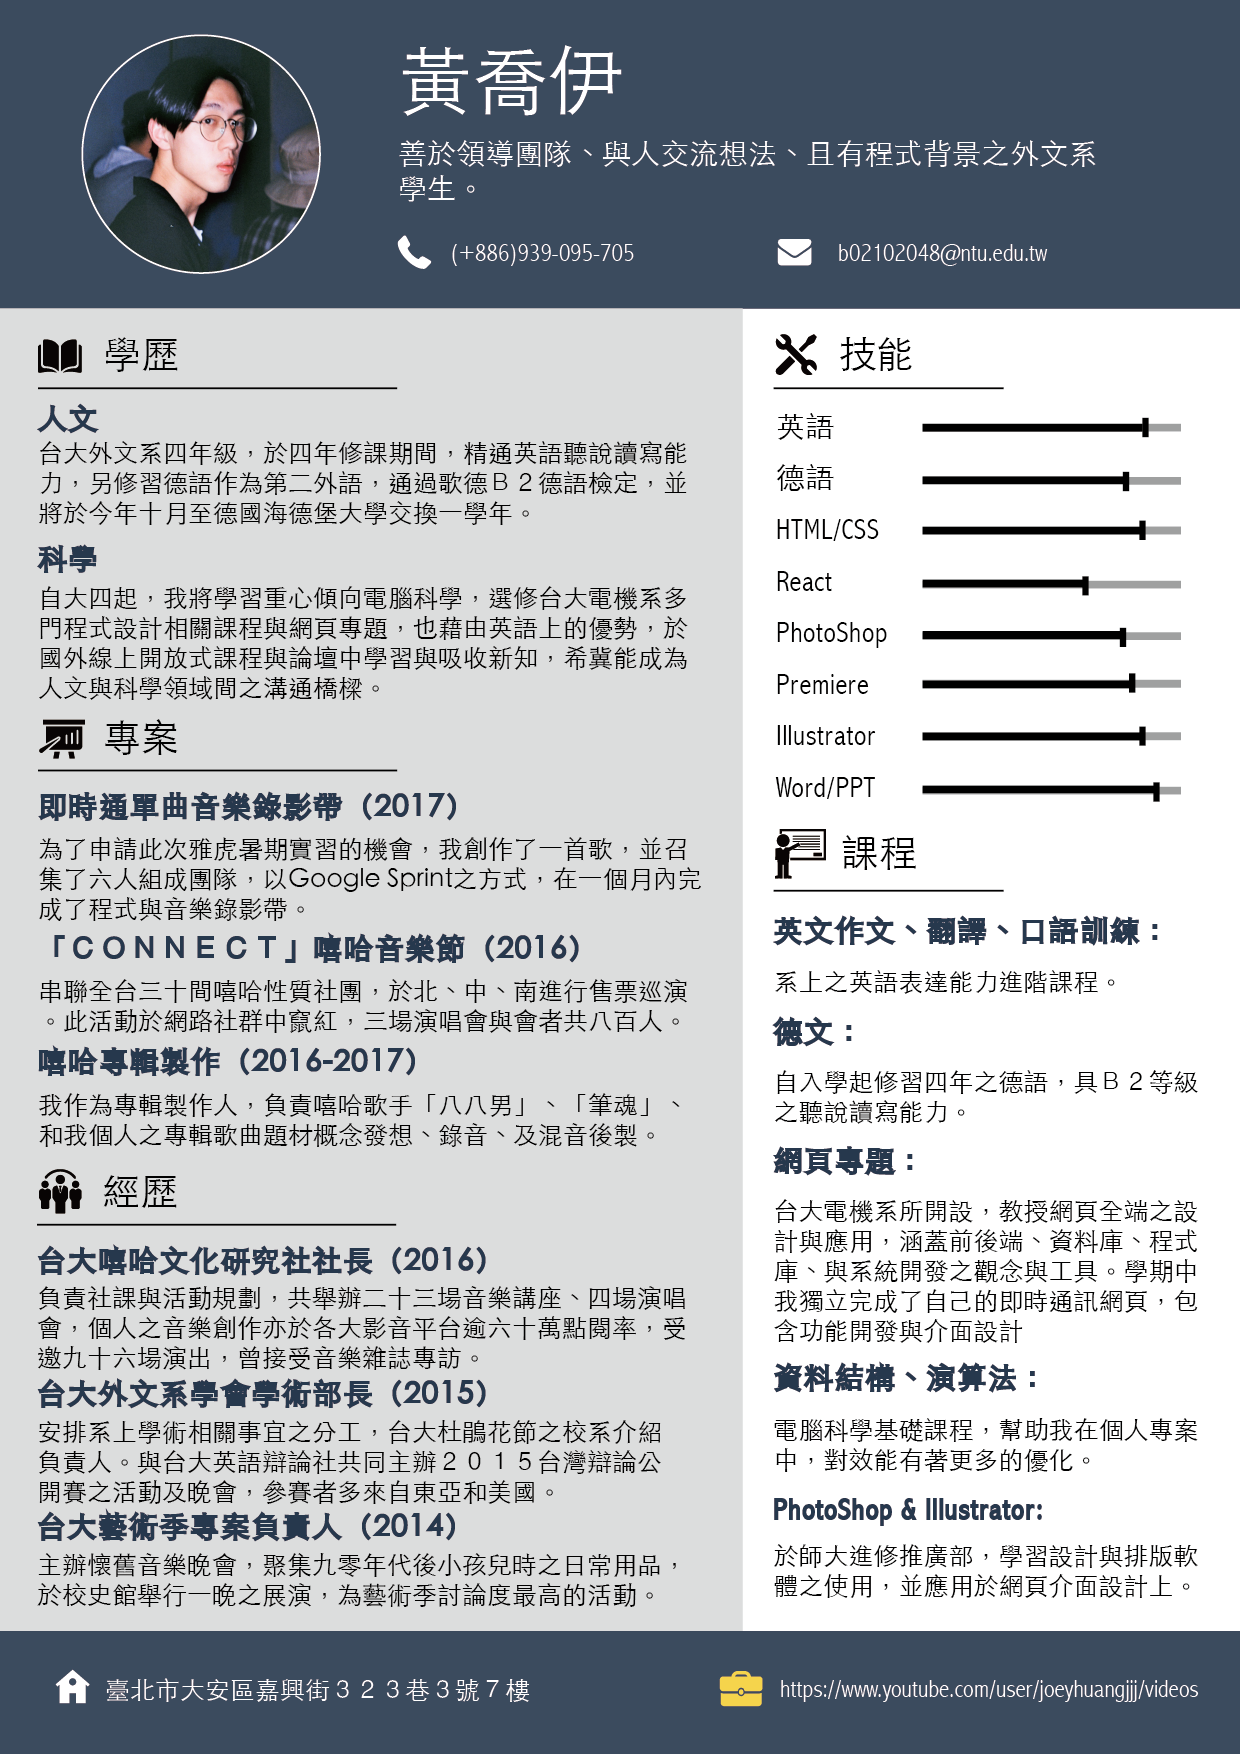 黃喬伊
善於領導團隊、與人交流想法、且有程式背景之外文系
學生。
(+886)939-095-705
b02102048@ntu.edu.tw
學歷
人文
台大外文系四年級，於四年修課期間，精通英語聽說讀寫能
力，另修習德語作為第二外語，通過歌德Ｂ２德語檢定，並
將於今年十月至德國海德堡大學交換一學年。
科學
自大四起，我將學習重心傾向電腦科學，選修台大電機系多
門程式設計相關課程與網頁專題，也藉由英語上的優勢，於
國外線上開放式課程與論壇中學習與吸收新知，希冀能成為
人文與科學領域間之溝通橋樑。
專案
即時通單曲音樂錄影帶（2017）
為了申請此次雅虎暑期實習的機會，我創作了一首歌，並召
集了六人組成團隊，以Google Sprint之方式，在一個月內完
成了程式與音樂錄影帶。
「ＣＯＮＮＥＣＴ」嘻哈音樂節（2016）
串聯全台三十間嘻哈性質社團，於北、中、南進行售票巡演
。此活動於網路社群中竄紅，三場演唱會與會者共八百人。
嘻哈專輯製作（2016-2017）
我作為專輯製作人，負責嘻哈歌手「八八男」、「筆魂」、
和我個人之專輯歌曲題材概念發想、錄音、及混音後製。
經歷
台大嘻哈文化研究社社長（2016）
負責社課與活動規劃，共舉辦二十三場音樂講座、四場演唱
會，個人之音樂創作亦於各大影音平台逾六十萬點閱率，受
邀九十六場演出，曾接受音樂雜誌專訪。
台大外文系學會學術部長（2015）
安排系上學術相關事宜之分工，台大杜鵑花節之校系介紹
負責人。與台大英語辯論社共同主辦２０１５台灣辯論公
開賽之活動及晚會，參賽者多來自東亞和美國。
台大藝術季專案負責人（2014）
主辦懷舊音樂晚會，聚集九零年代後小孩兒時之日常用品，
於校史館舉行一晚之展演，為藝術季討論度最高的活動。
技能
英語
德語
HTML/CSS
React
PhotoShop
Premiere
Illustrator
Word/PPT
課程
英文作文、翻譯、口語訓練：
系上之英語表達能力進階課程。
德文：
自入學起修習四年之德語，具Ｂ２等級
之聽說讀寫能力。
網頁專題：
台大電機系所開設，教授網頁全端之設
計與應用，涵蓋前後端、資料庫、程式
庫、與系統開發之觀念與工具。學期中
我獨立完成了自己的即時通訊網頁，包
含功能開發與介面設計
資料結構、演算法：
電腦科學基礎課程，幫助我在個人專案
中，對效能有著更多的優化。
PhotoShop & Illustrator:
於師大進修推廣部，學習設計與排版軟
體之使用，並應用於網頁介面設計上。
臺北市大安區嘉興街３２３巷３號７樓
https://www.youtube.com/user/joeyhuangjjj/videos